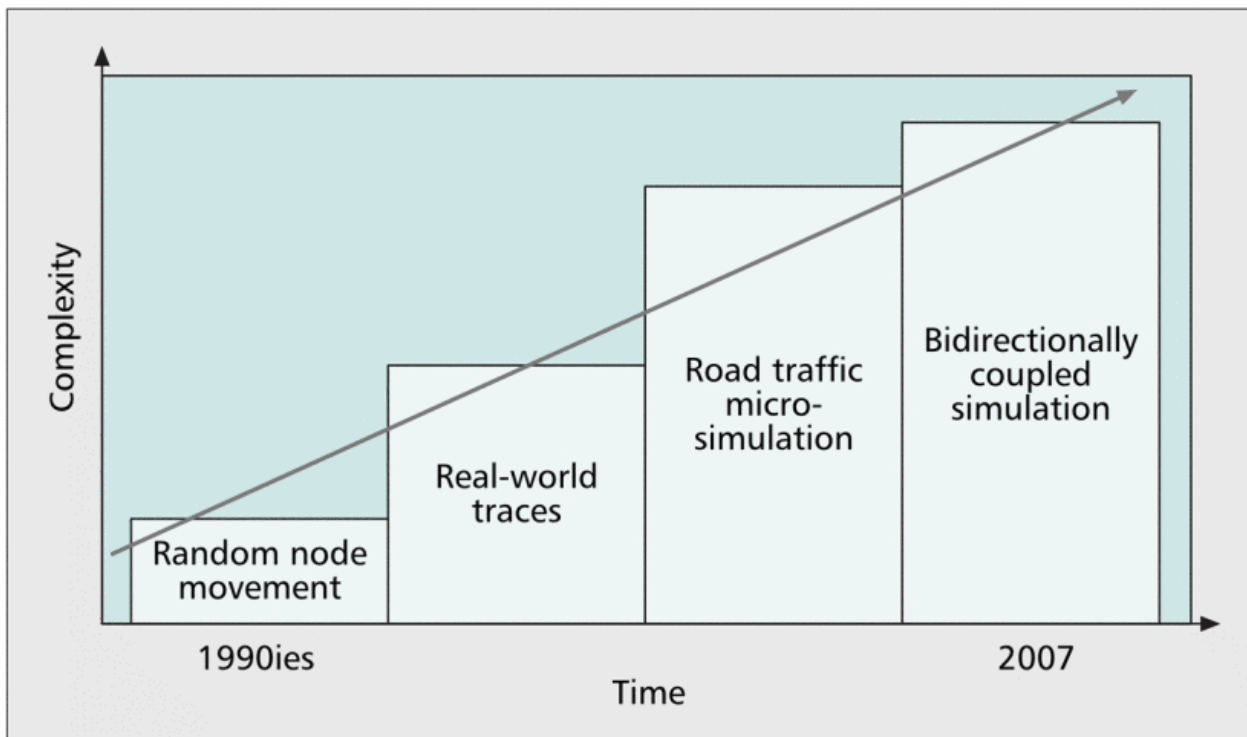 Complexity
Random node
movement
Real-world
traces
Road traffic
micro-
simulation
Bidirectionally
coupled
simulation
1990ies
2007
Time